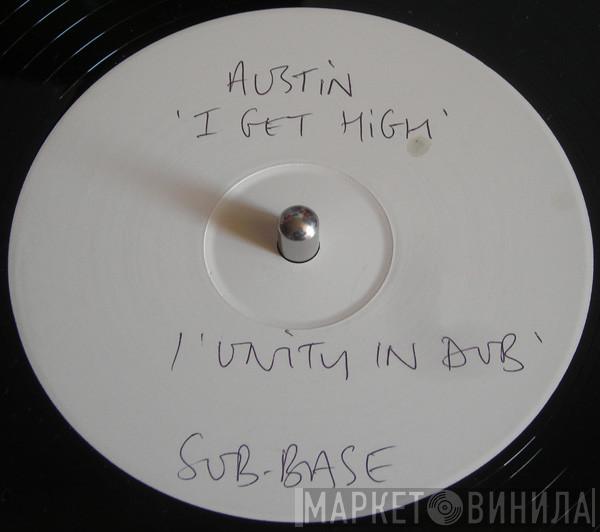 AUSTIN
'I GET HIGH'
/ 'UNITY IN DUB'
SUB-BASE
МАРКЕТ ВИНИЛА